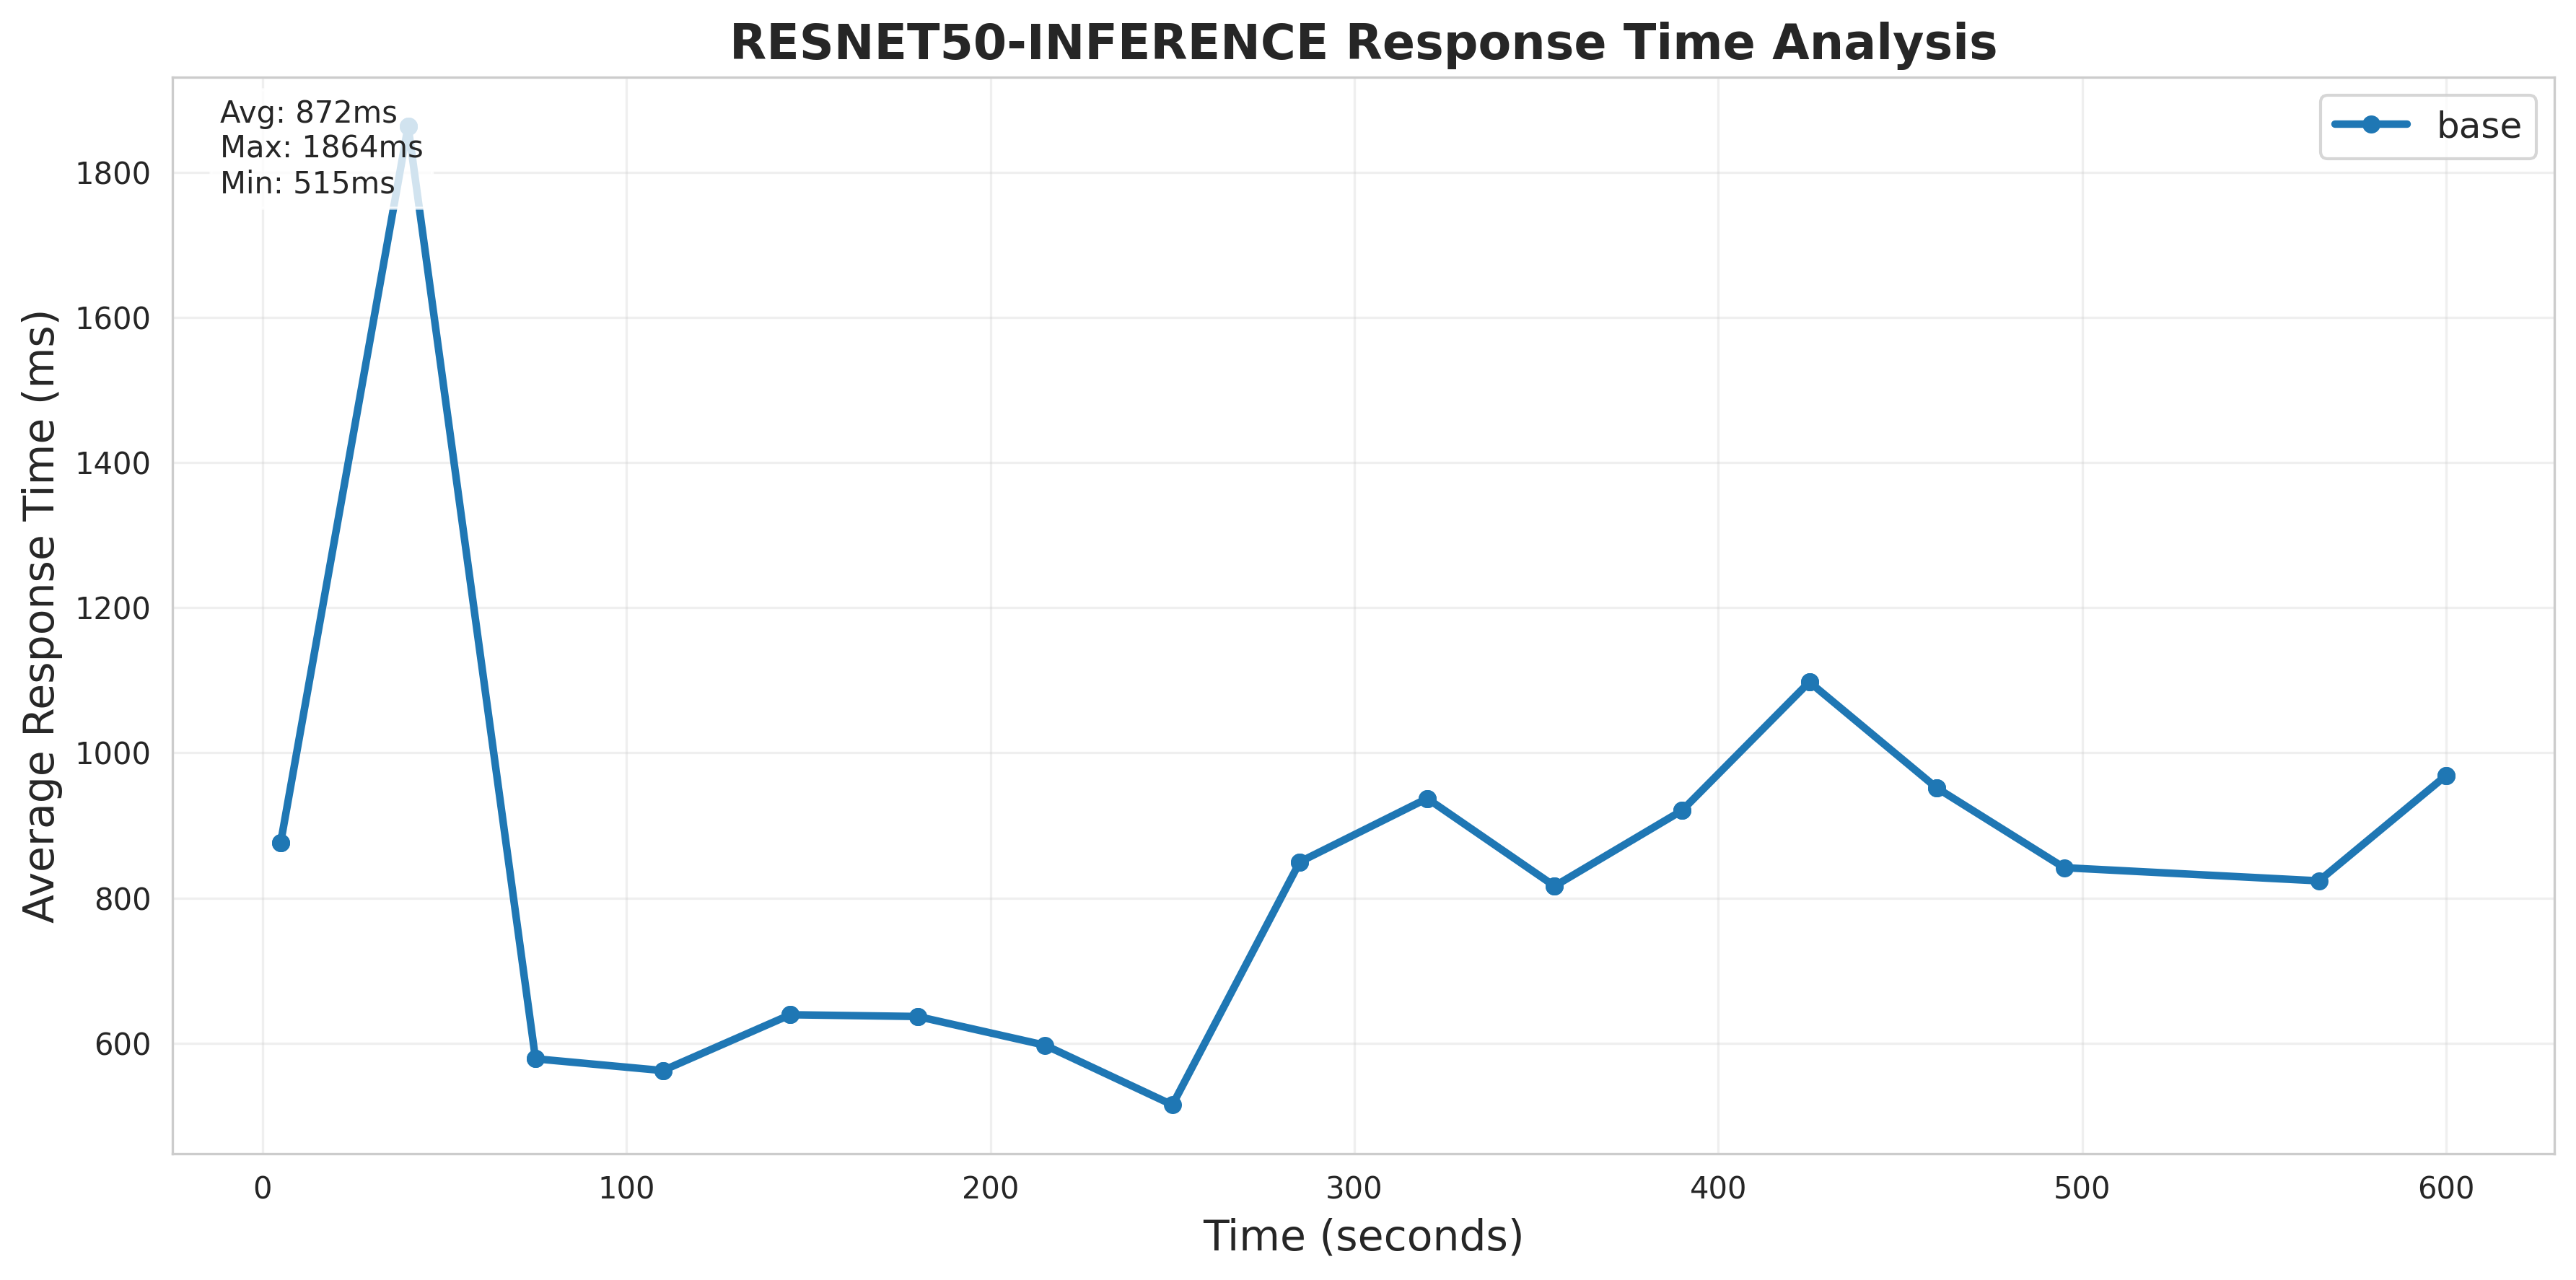 RESNET50-INFERENCE Response Time Analysis
Avg: 872ms
Max: 1864ms
Min: 515ms
base
Average Response Time (ms)
1800
1600
1400
1200
1000
800
600
0 100 200 300 400 500 600
Time (seconds)